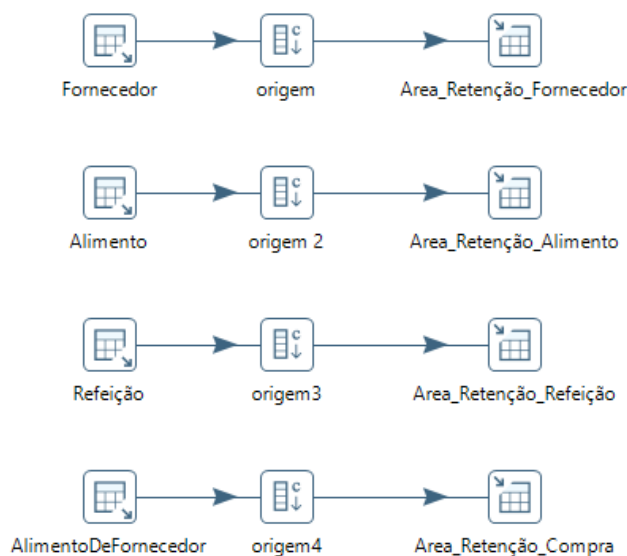 Fornecedor
origem
Area_Retenção_Fornecedor
Alimento
origem 2
Area_Retenção_Alimento
Refeição
origem3
Area_Retenção_Refeição
AlimentoDeFornecedor
origem4
Area_Retenção_Compra